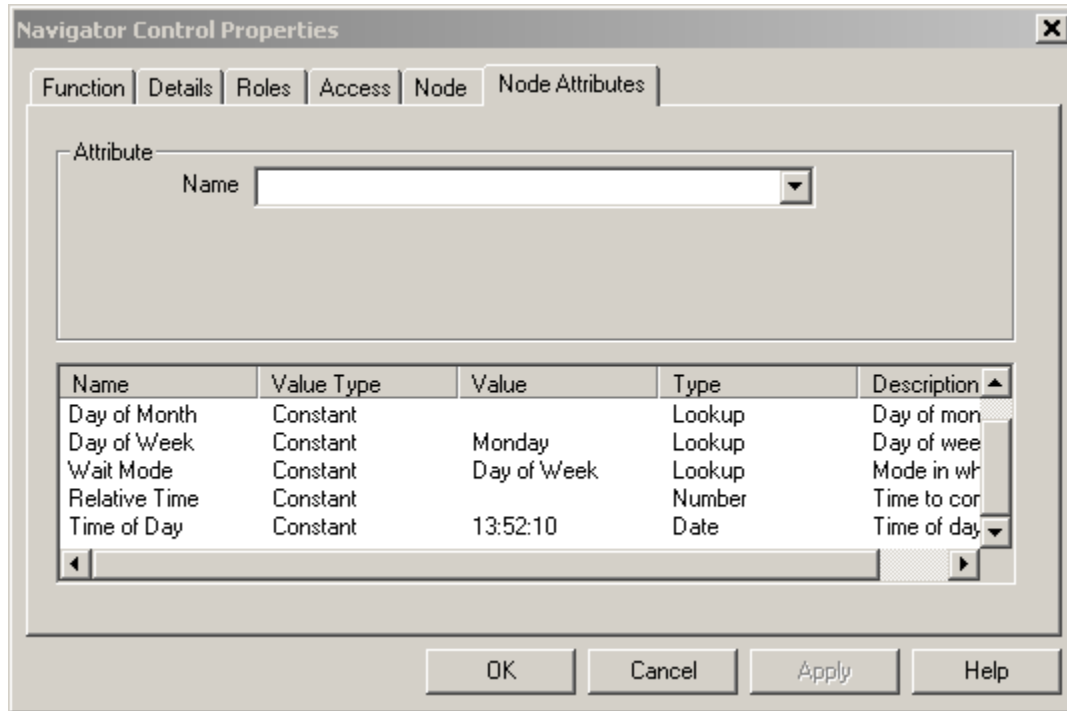 Navigator Control Properties
Function Details Roles Access Node Node Attributes
Attribute
Name
Name Value Type Value Type Description
Day of Month Constant Lookup Day of mon
Day of Week Constant Monday Lookup Day of wee
Wait Mode Constant Day of Week Lookup Mode in wh
Relative Time Constant Number Time to cor
Time of Day Constant 13:52:10 Date Time of day
OK Cancel Apply Help